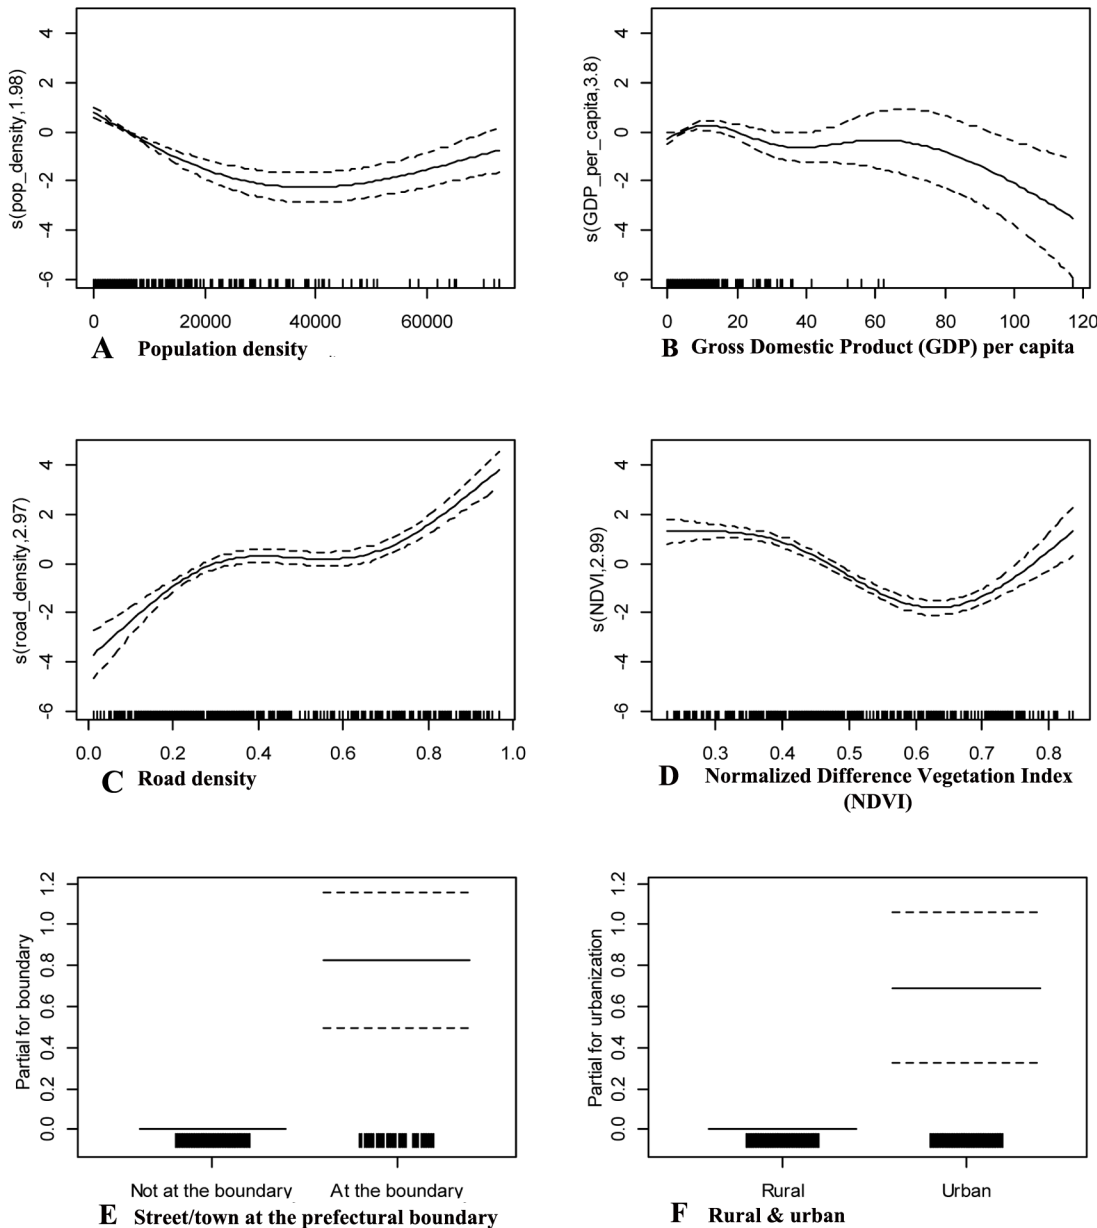 s(pop_density,1.98)
4
2
0
-2
-4
-6
0 20000 40000 60000
A Population density
s(GDP_per_capita,3.8)
4
2
0
-2
-4
-6
0 20 40 60 80 100 120
B Gross Domestic Product (GDP) per capita
s(road_density,2.97)
4
2
0
-2
-4
-6
0.0 0.2 0.4 0.6 0.8 1.0
C Road density
s(NDVI,2.99)
4
2
0
-2
-4
-6
0.3 0.4 0.5 0.6 0.7 0.8
D Normalized Difference Vegetation Index
(NDVI)
Partial for boundary
1.2
1.0
0.8
0.6
0.4
0.2
0.0
Not at the boundary At the boundary
E Street/town at the prefectural boundary
Partial for urbanization
1.2
1.0
0.8
0.6
0.4
0.2
0.0
Rural Urban
F Rural & urban